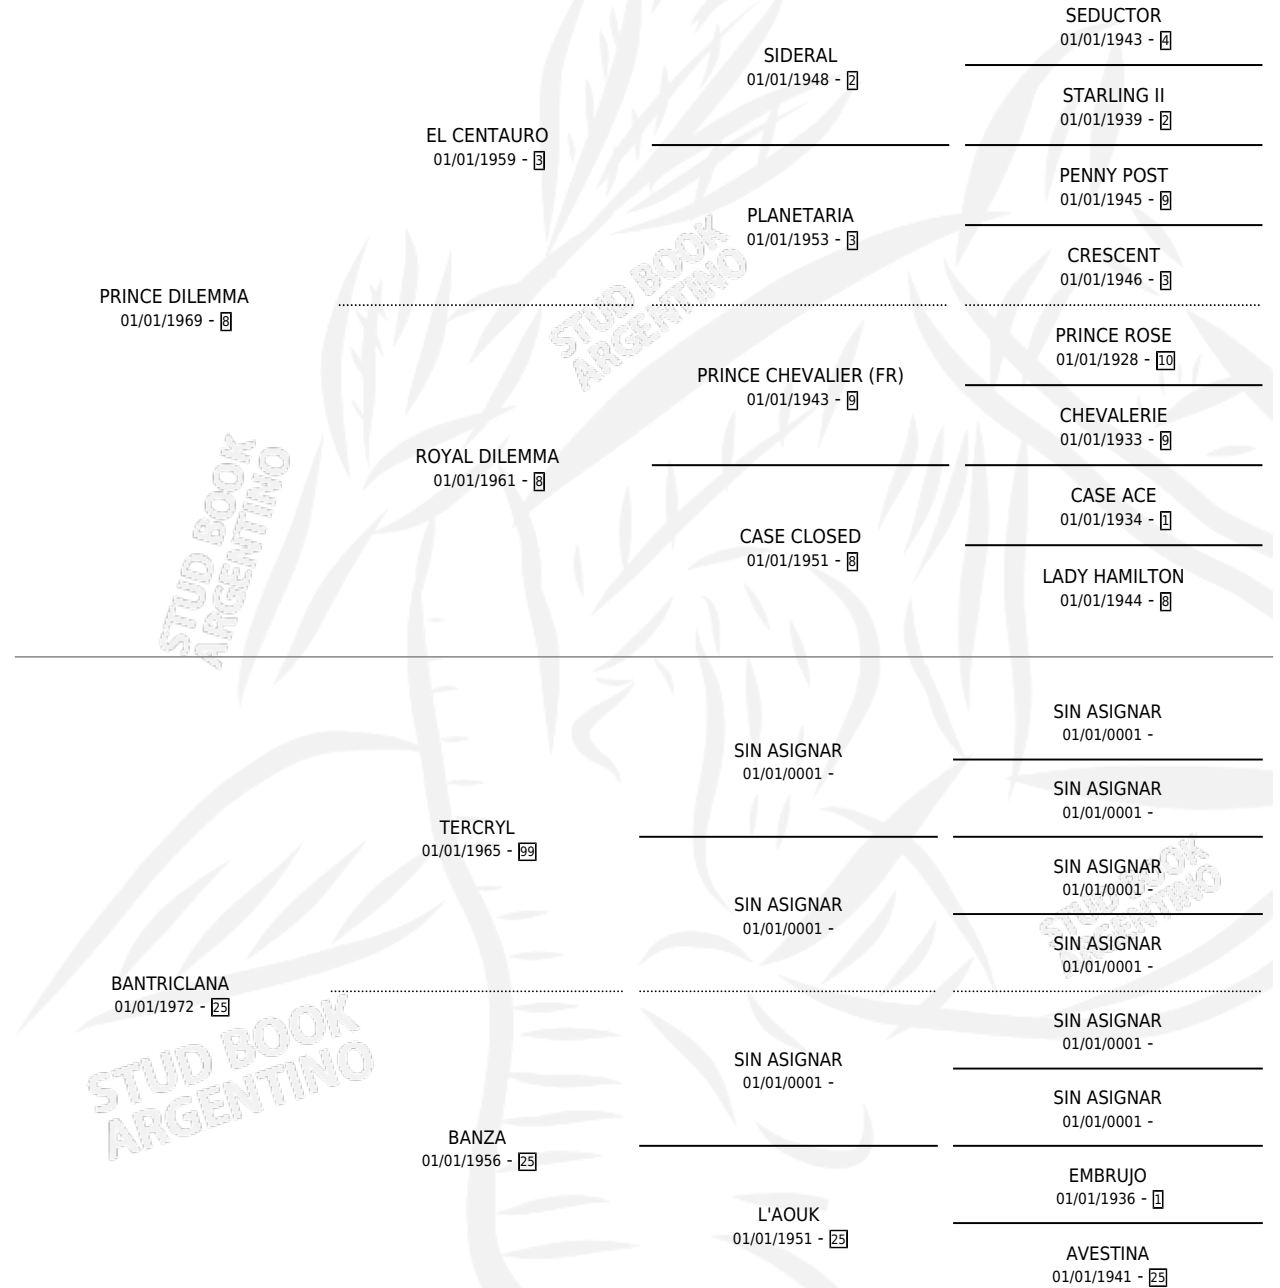 SEDUCTOR
01/01/1943 - 4
SIDERAL
01/01/1948 - 2
STARLING II
01/01/1939 - 2
EL CENTAURO
01/01/1959 - 3
PENNY POST
01/01/1945 - 9
PLANETARIA
01/01/1953 - 3
CRESCENT
01/01/1946 - 3
PRINCE DILEMMA
01/01/1969 - 8
PRINCE ROSE
01/01/1928 - 10
PRINCE CHEVALIER (FR)
01/01/1943 - 9
CHEVALERIE
01/01/1933 - 9
ROYAL DILEMMA
01/01/1961 - 8
CASE ACE
01/01/1934 - 1
CASE CLOSED
01/01/1951 - 8
LADY HAMILTON
01/01/1944 - 8
STUD BOOK
ARGENTINO
STUD BOOK
ARGENTINO
SIN ASIGNAR
01/01/0001 -
SIN ASIGNAR
01/01/0001 -
SIN ASIGNAR
01/01/0001 -
TERCRYL
01/01/1965 - 99
SIN ASIGNAR
01/01/0001 -
SIN ASIGNAR
01/01/0001 -
SIN ASIGNAR
01/01/0001 -
STUD BOOK
ARGENTINO
BANTRICLANA
01/01/1972 - 25
SIN ASIGNAR
01/01/0001 -
SIN ASIGNAR
01/01/0001 -
SIN ASIGNAR
01/01/0001 -
STUD BOOK
ARGENTINO
BANZA
01/01/1956 - 25
EMBRUJO
01/01/1936 - 1
L'AOUK
01/01/1951 - 25
AVESTINA
01/01/1941 - 25